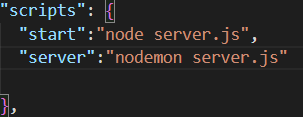 "scripts": {
"start":"node server.js",
"server":"nodemon server.js"
},